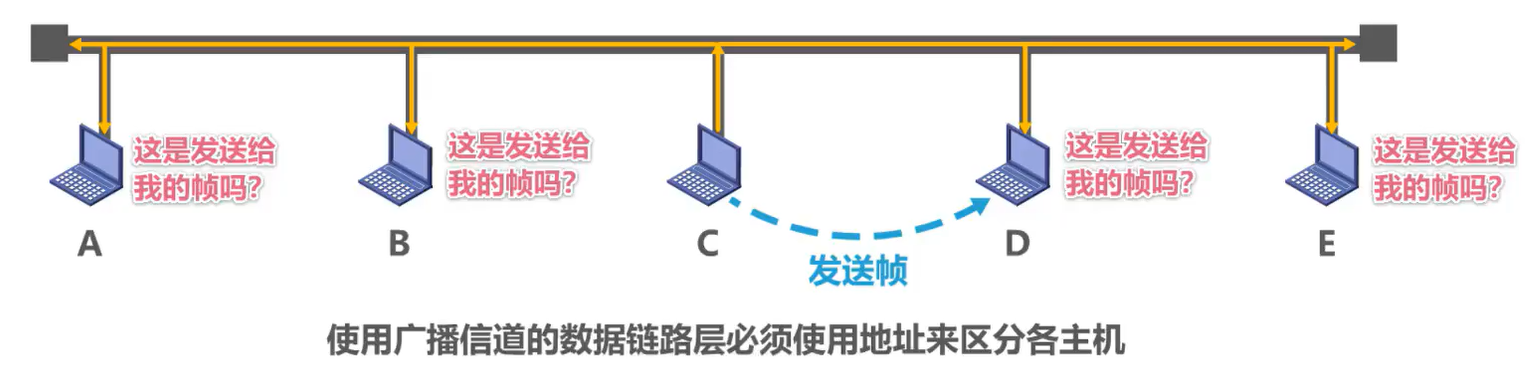 这是发送给
我的帧吗?
这是发送给
我的帧吗?
这是发送给
我的帧吗?
这是发送给
我的帧吗?
A
B
C
D
E
发送帧
使用广播信道的数据链路层必须使用地址来区分各主机